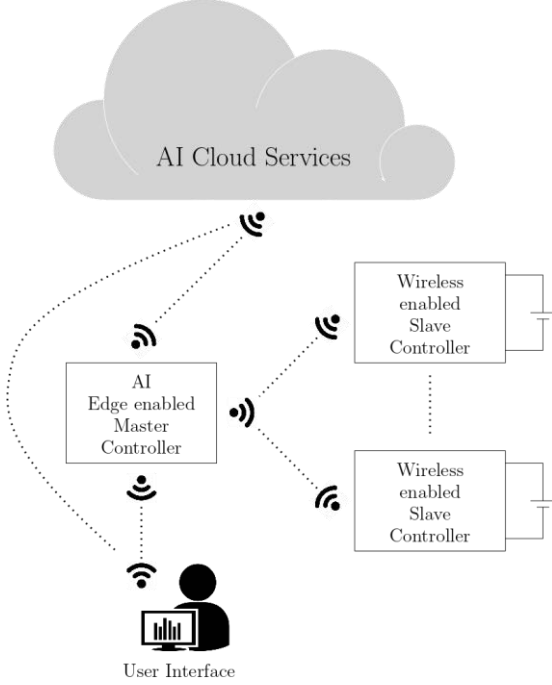 AI Cloud Services
Wireless
enabled
Slave
Controller
AI
Edge enabled
Master
Controller
Wireless
enabled
Slave
Controller
User Interface